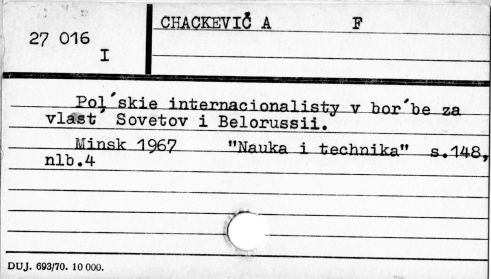 CHACKEVIČ A F
27 016
I
Pol´skie internacionalisty v bor´be za
vlast´ Sovetov i Belorussii.
Minsk 1967 "Nauka i technika" s.148,
nlb.4
DUJ. 693/70. 10 000.